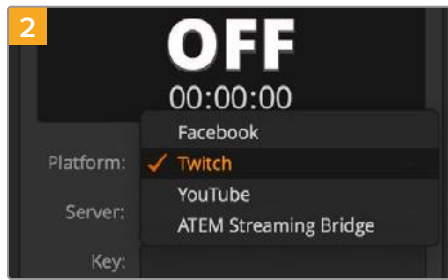 2
OFF
00:00:00
Facebook
Platform: ✓ Twitch
YouTube
Server:
ATEM Streaming Bridge
Key: